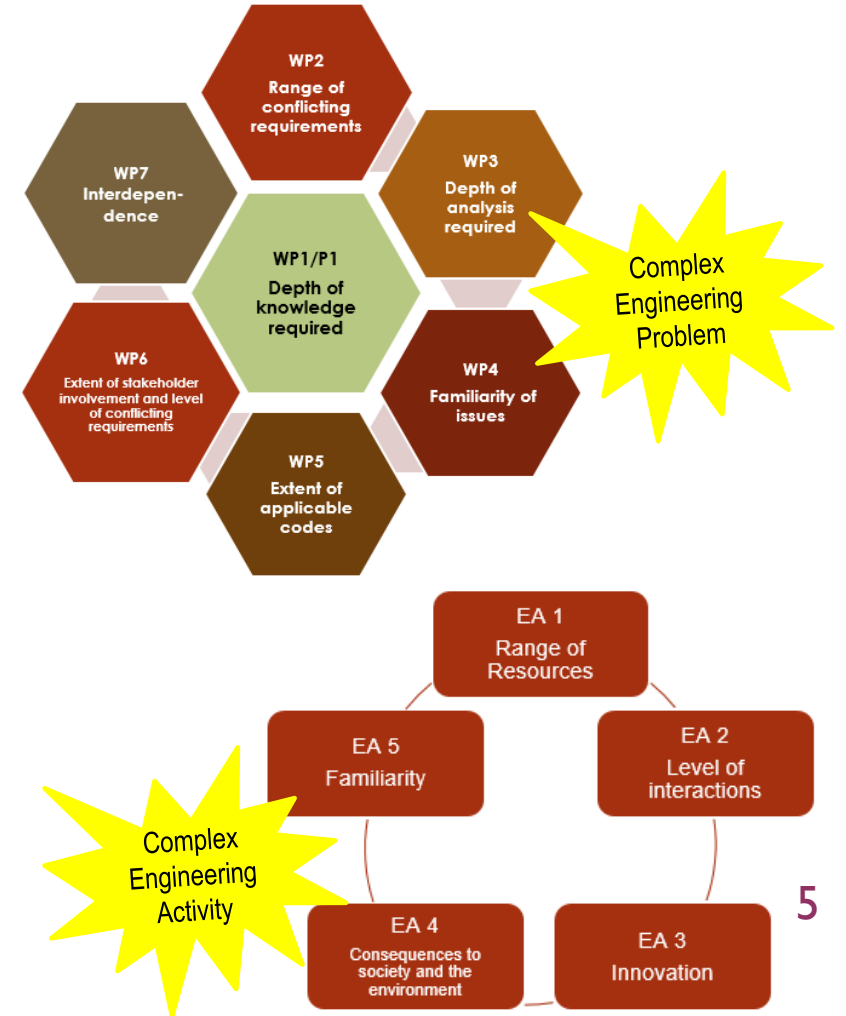 WP2
Range of
conflicting
requirements
WP3
Depth of
analysis
required
WP7
Interdepen-
dence
WP1/P1
Depth of
knowledge
required
Complex
Engineering
Problem
WP6
Extent of stakeholder
involvement and level
of conflicting
requirements
WP4
Familiarity of
issues
WP5
Extent of
applicable
codes
EA 1
Range of
Resources
EA 5
Familiarity
EA 2
Level of
interactions
Complex
Engineering
Activity
EA 4
Consequences to
society and the
environment
EA 3
Innovation
5